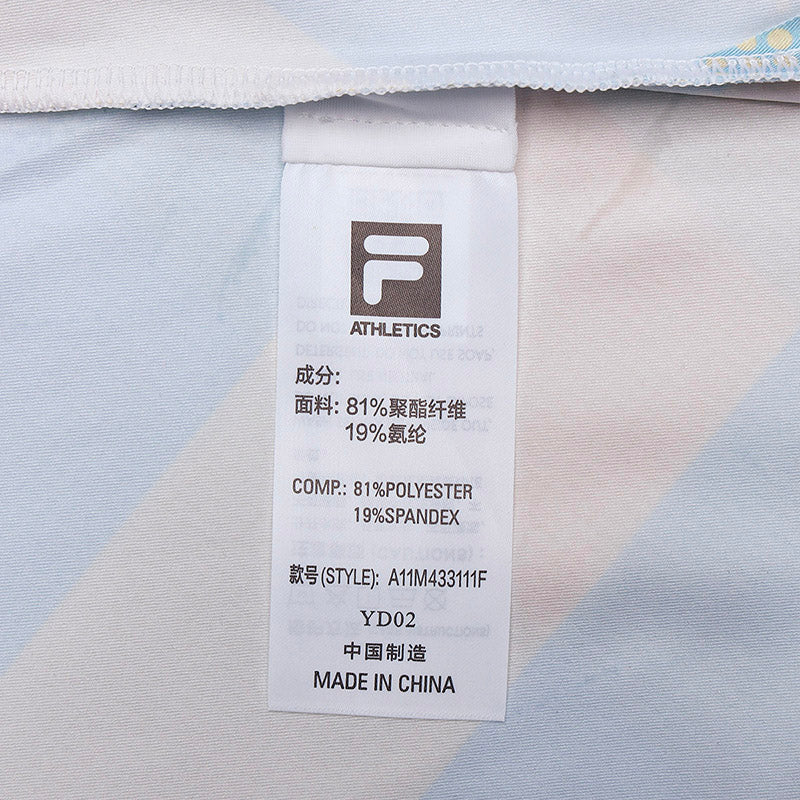 F
ATHLETICS
成分:
面料: 81%聚酯纤维
19%氨纶
COMP.: 81%POLYESTER
19%SPANDEX
款号(STYLE): A11M433111F
YD02
中国制造
MADE IN CHINA